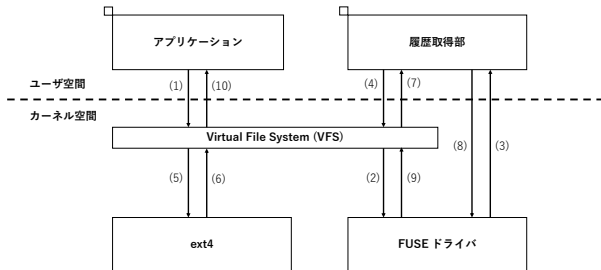 アプリケーション
履歴取得部
ユーザ空間
(1)
(10)
(4)
(7)
カーネル空間
Virtual File System (VFS)
(8)
(3)
(5)
(6)
(2)
(9)
ext4
FUSE ドライバ